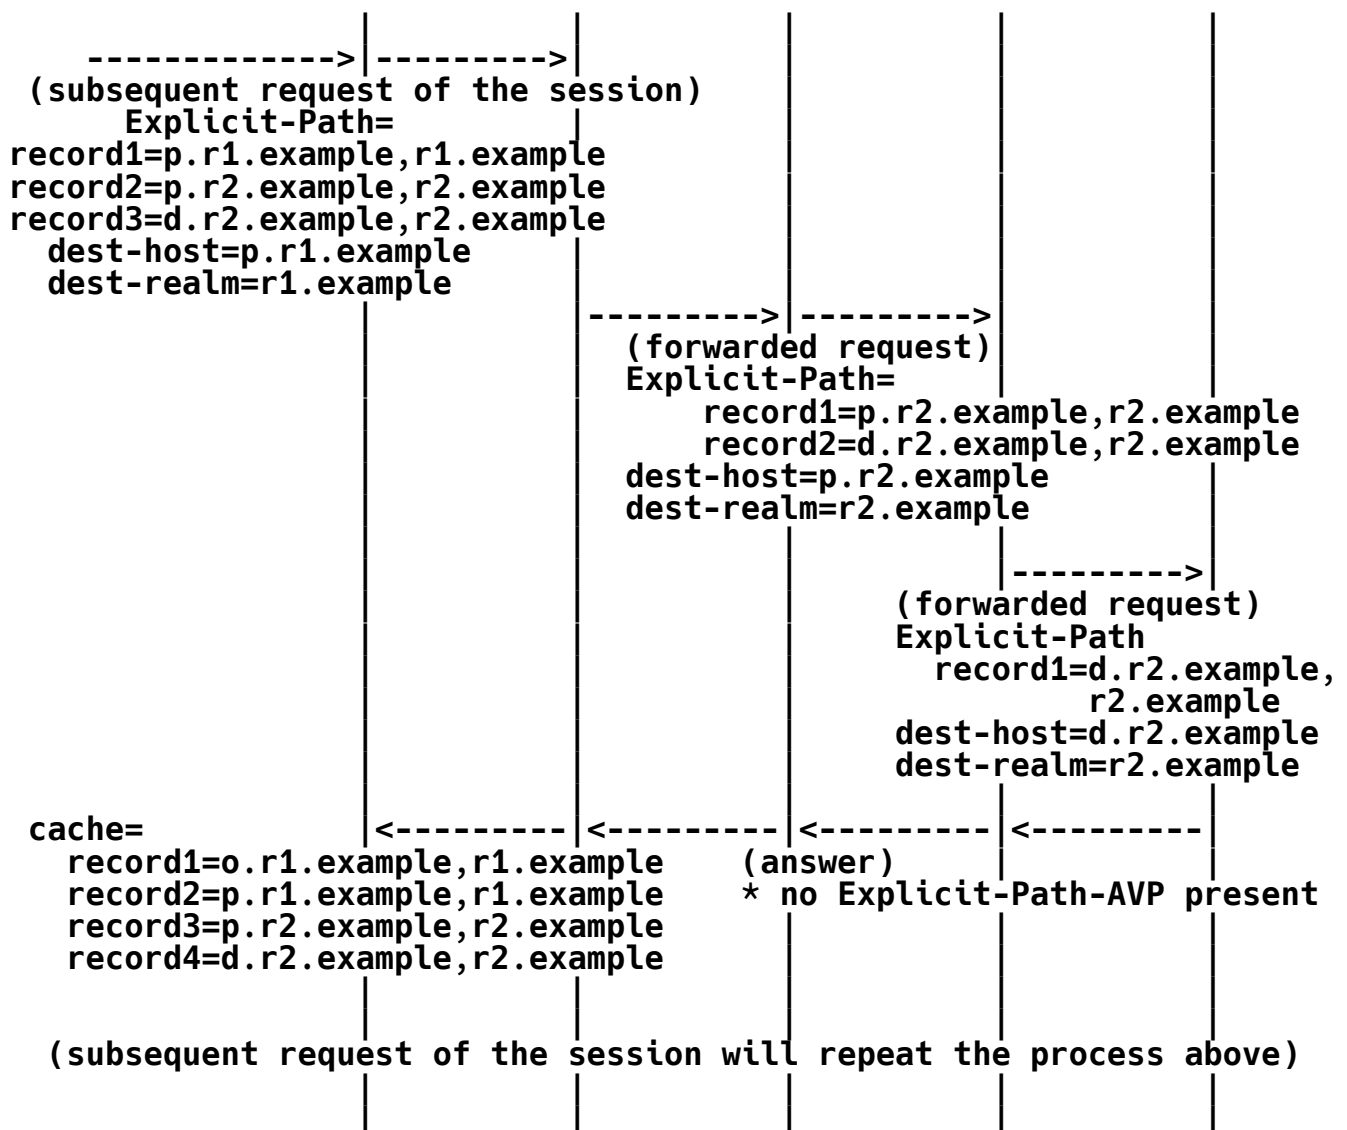 ------------->|--------->|
(subsequent request of the session)
Explicit-Path=
record1=p.r1.example,r1.example
record2=p.r2.example,r2.example
record3=d.r2.example,r2.example
dest-host=p.r1.example
dest-realm=r1.example
|--------->|--------->|
(forwarded request)
Explicit-Path=
record1=p.r2.example,r2.example
record2=d.r2.example,r2.example
dest-host=p.r2.example
dest-realm=r2.example
|--------->|
(forwarded request)
Explicit-Path
record1=d.r2.example,
r2.example
dest-host=d.r2.example
dest-realm=r2.example
cache= |<---------|<---------|<---------|<---------|
record1=o.r1.example,r1.example (answer)
record2=p.r1.example,r1.example * no Explicit-Path-AVP present
record3=p.r2.example,r2.example
record4=d.r2.example,r2.example
(subsequent request of the session will repeat the process above)